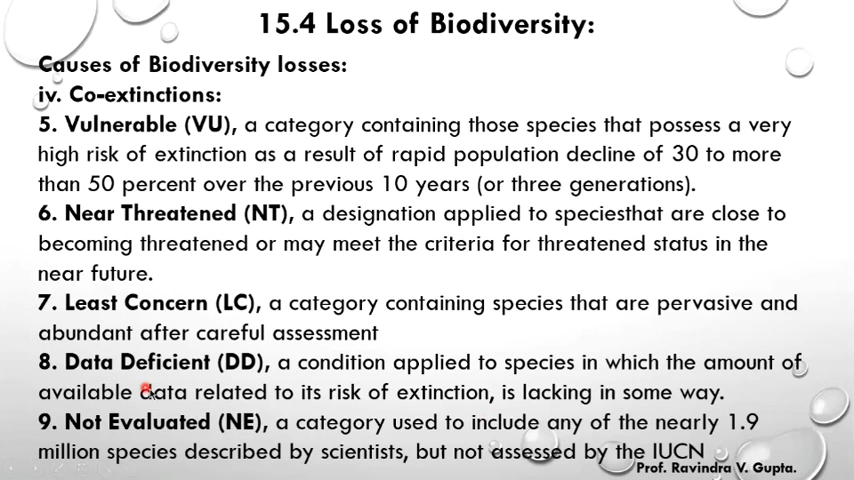 15.4 Loss of Biodiversity:
Causes of Biodiversity losses:
iv. Co-extinctions:
5. Vulnerable (VU), a category containing those species that possess a very
high risk of extinction as a result of rapid population decline of 30 to more
than 50 percent over the previous 10 years (or three generations).
6. Near Threatened (NT), a designation applied to speciesthat are close to
becoming threatened or may meet the criteria for threatened status in the
near future.
7. Least Concern (LC), a category containing species that are pervasive and
abundant after careful assessment
8. Data Deficient (DD), a condition applied to species in which the amount of
available data related to its risk of extinction, is lacking in some way.
9. Not Evaluated (NE), a category used to include any of the nearly 1.9
million species described by scientists, but not assessed by the IUCN
Prof. Ravindra V. Gupta.